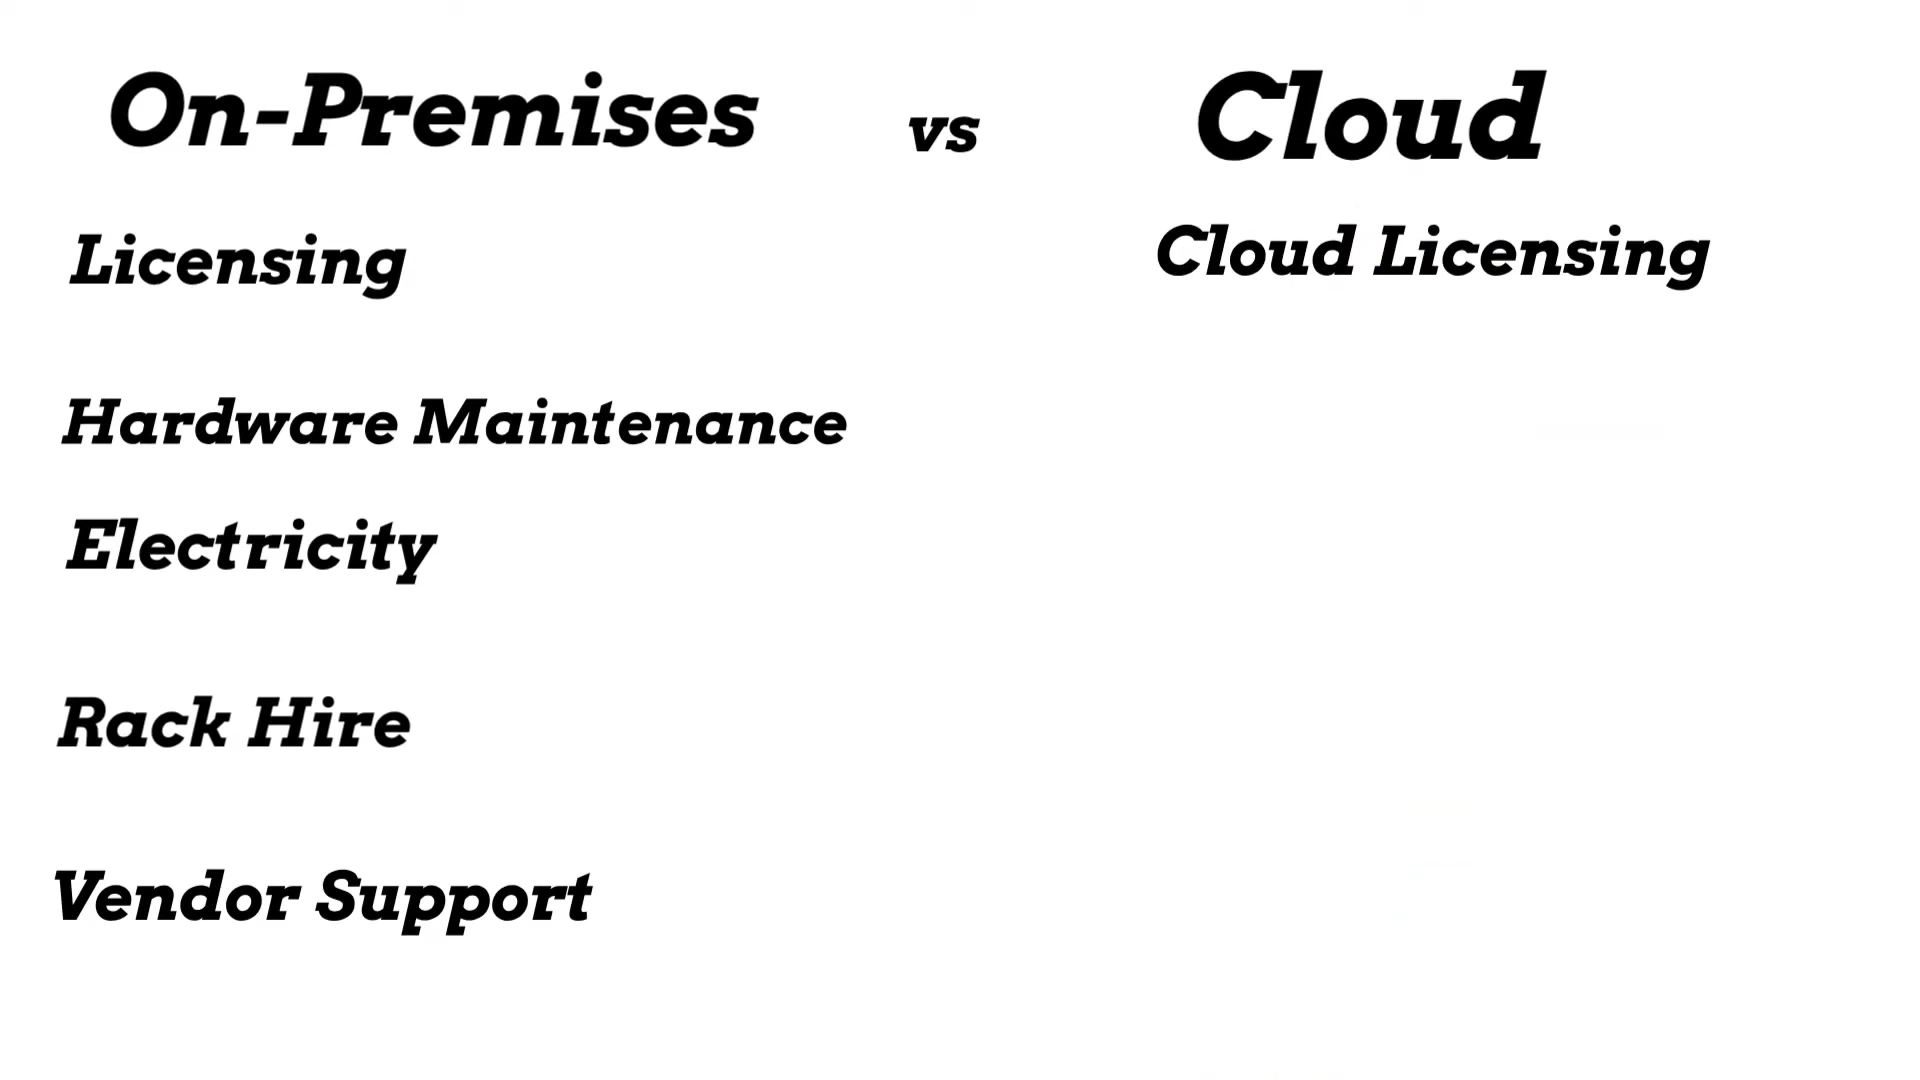 On-Premises vs Cloud
Licensing
Cloud Licensing
Hardware Maintenance
Electricity
Rack Hire
Vendor Support